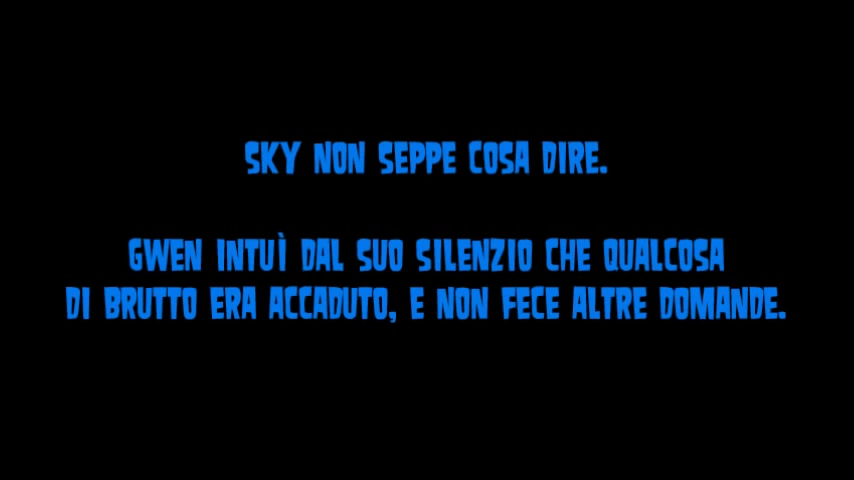 SKY NON SEPPE COSA DIRE.
GWEN INTUÌ DAL SUO SILENZIO CHE QUALCOSA
DI BRUTTO ERA ACCADUTO, E NON FECE ALTRE DOMANDE.